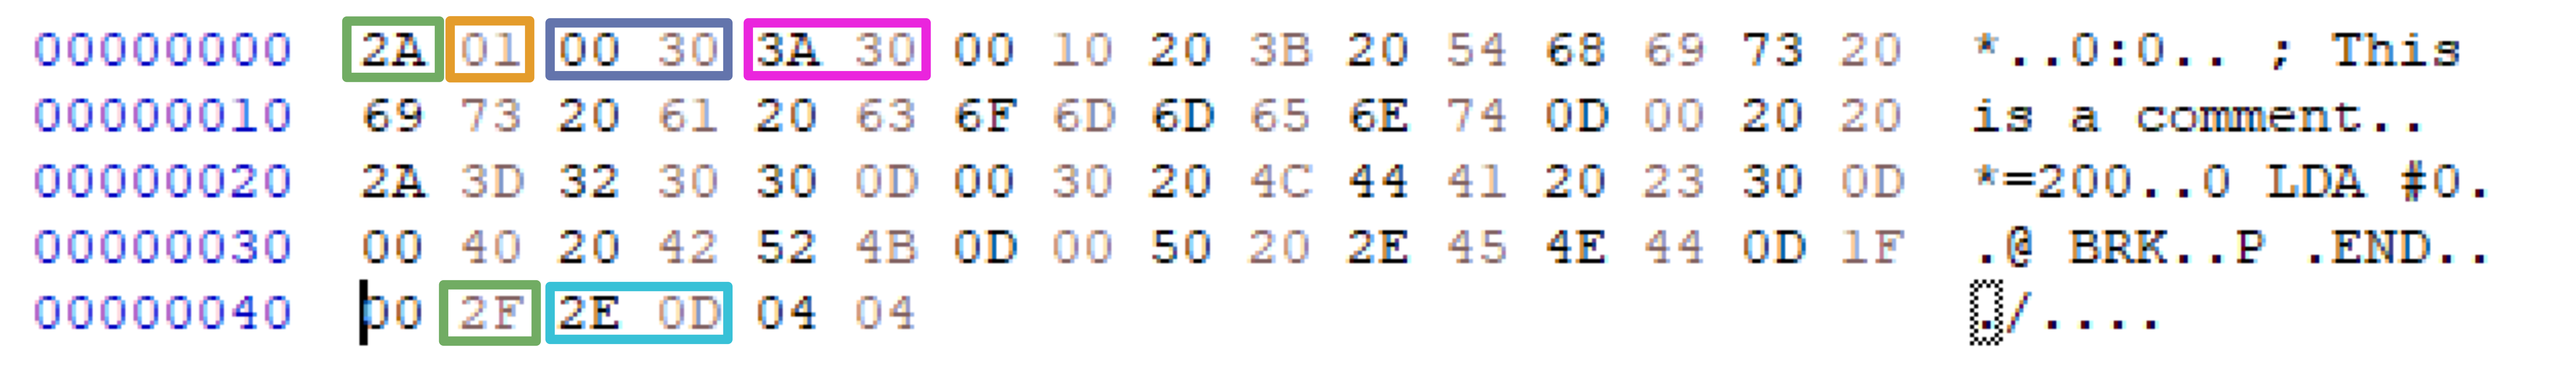 00000000 2A 01 00 30 3A 30 00 10 20 3B 20 54 68 69 73 20 *..0:0.. ; This
00000010 69 73 20 61 20 63 6F 6D 6D 65 6E 74 0D 00 20 20 is a comment..
00000020 2A 3D 32 30 30 0D 00 30 20 4C 44 41 20 23 30 0D *=200..0 LDA #0.
00000030 00 40 20 42 52 4B 0D 00 50 20 2E 45 4E 44 0D 1F .@ BRK..P .END..
00000040 00 2F 2E 0D 04 04 ./....